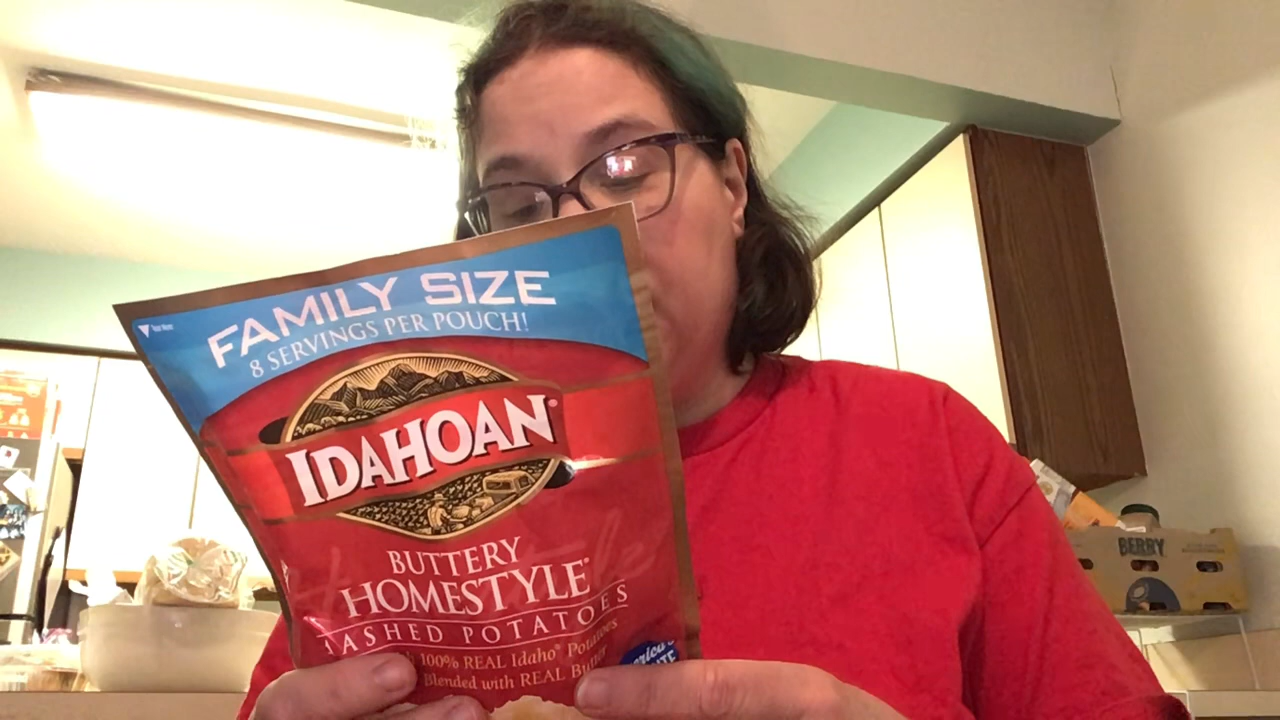 FAMILY SIZE
8 SERVINGS PER POUCH!
IDAHOAN®
BUTTERY
HOMESTYLE®
MASHED POTATOES
100% REAL Idaho® Potatoes
Blended with REAL Butter
BERRY